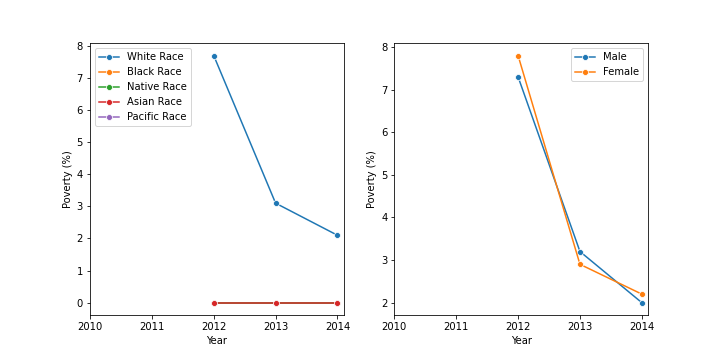 8
7
6
5
4
3
2
1
0
Poverty (%)
White Race
Black Race
Native Race
Asian Race
Pacific Race
2010 2011 2012 2013 2014
Year
8
7
6
5
4
3
2
Poverty (%)
Male
Female
2010 2011 2012 2013 2014
Year